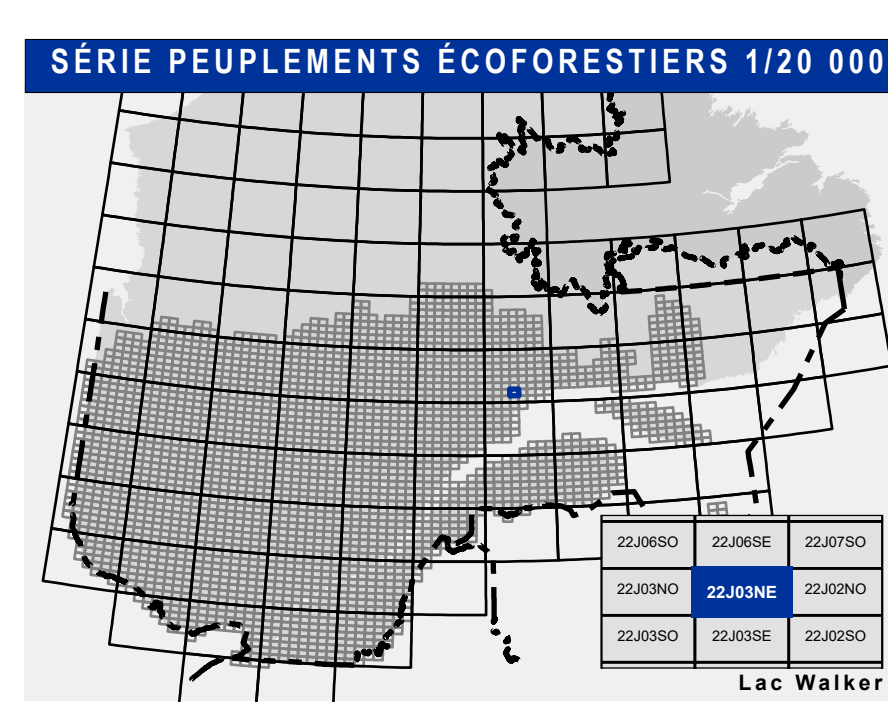 SÉRIE PEUPLEMENTS ÉCOFORESTIERS 1/20 000
22J06SO 22J06SE 22J07SO
22J03NO 22J03NE 22J02NO
22J03SO 22J03SE 22J02SO
Lac Walker